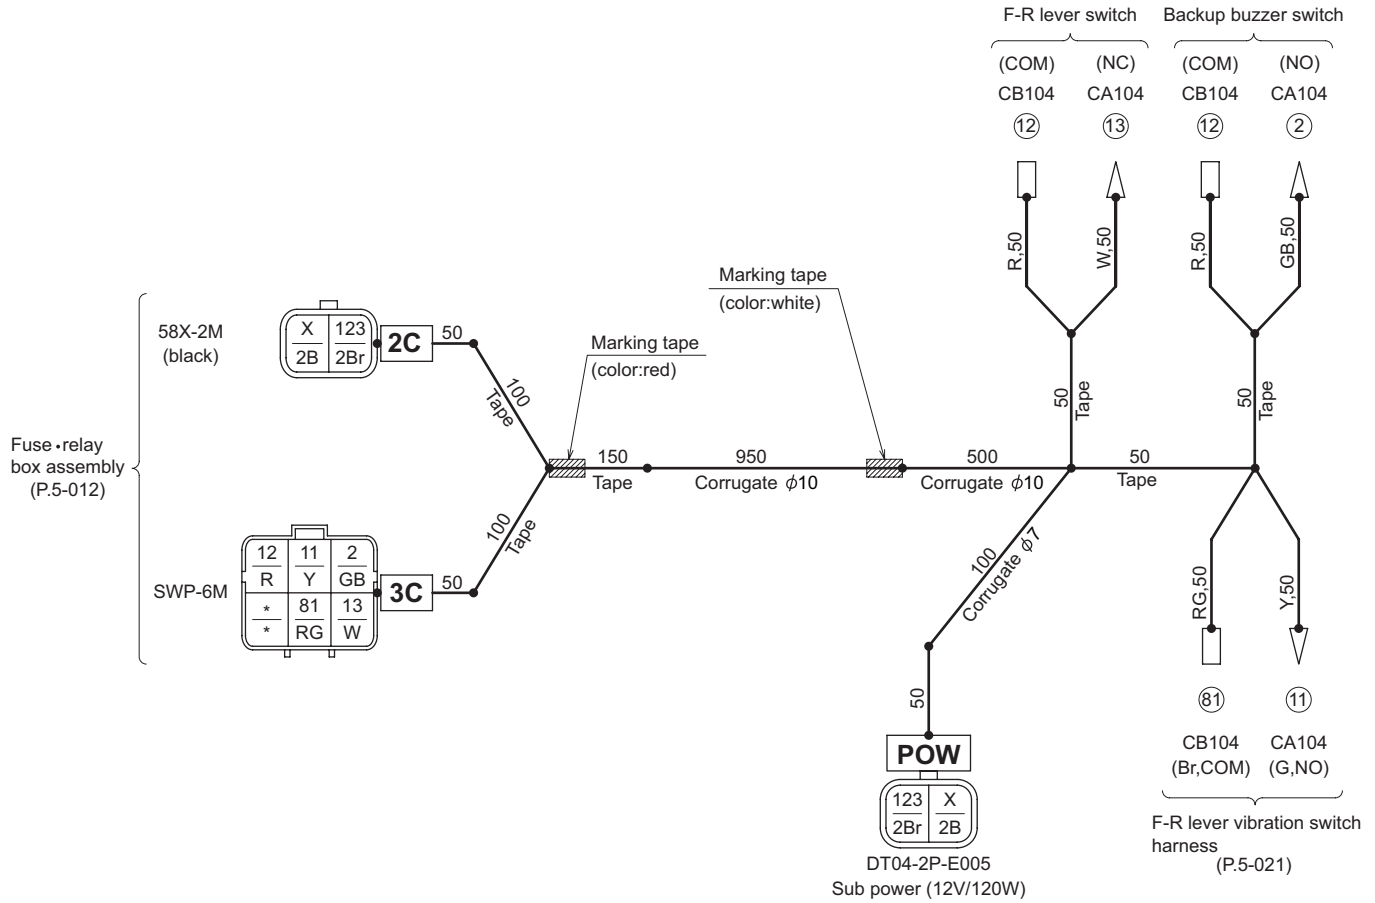 F-R lever switch
Backup buzzer switch
(COM)
(NC)
(COM)
(NO)
CB104
CA104
CB104
CA104
12
13
12
2
R,50
W,50
R,50
GB,50
Marking tape
(color:white)
Marking tape
(color:red)
58X-2M
(black)
X
123
2B
2Br
2C
50
100
Tape
50
Tape
50
Tape
Fuse・relay
box assembly
(P.5-012)
150
Tape
950
Corrugate ϕ10
500
Corrugate ϕ10
50
Tape
100
Tape
SWP-6M
12
11
2
R
Y
GB
*
81
13
*
RG
W
3C
50
100
Corrugate ϕ7
RG,50
Y,50
50
POW
123
X
2Br
2B
DT04-2P-E005
Sub power (12V/120W)
81
11
CB104
CA104
(Br,COM)
(G,NO)
F-R lever vibration switch
harness
(P.5-021)